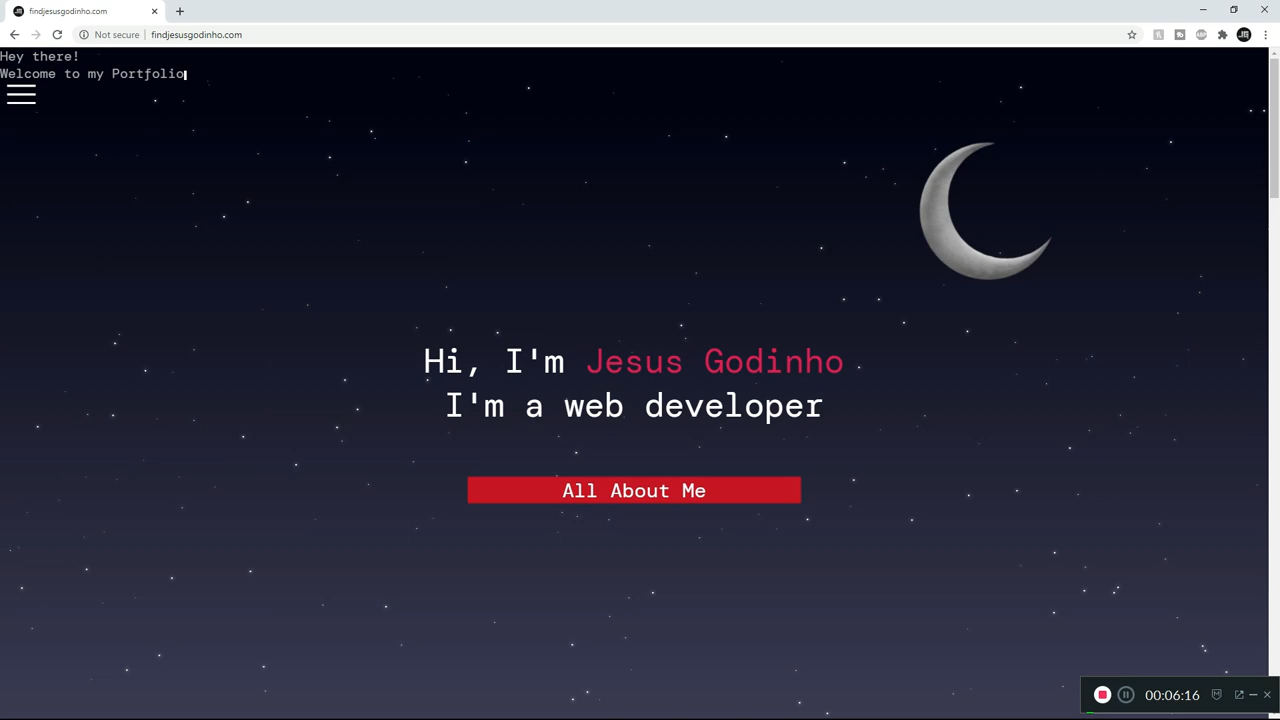 findjesusgodinho.com
Not secure
findjesusgodinho.com
Hey there!
Welcome to my Portfolio
Hi, I'm Jesus Godinho
I'm a web developer
All About Me
00:06:16